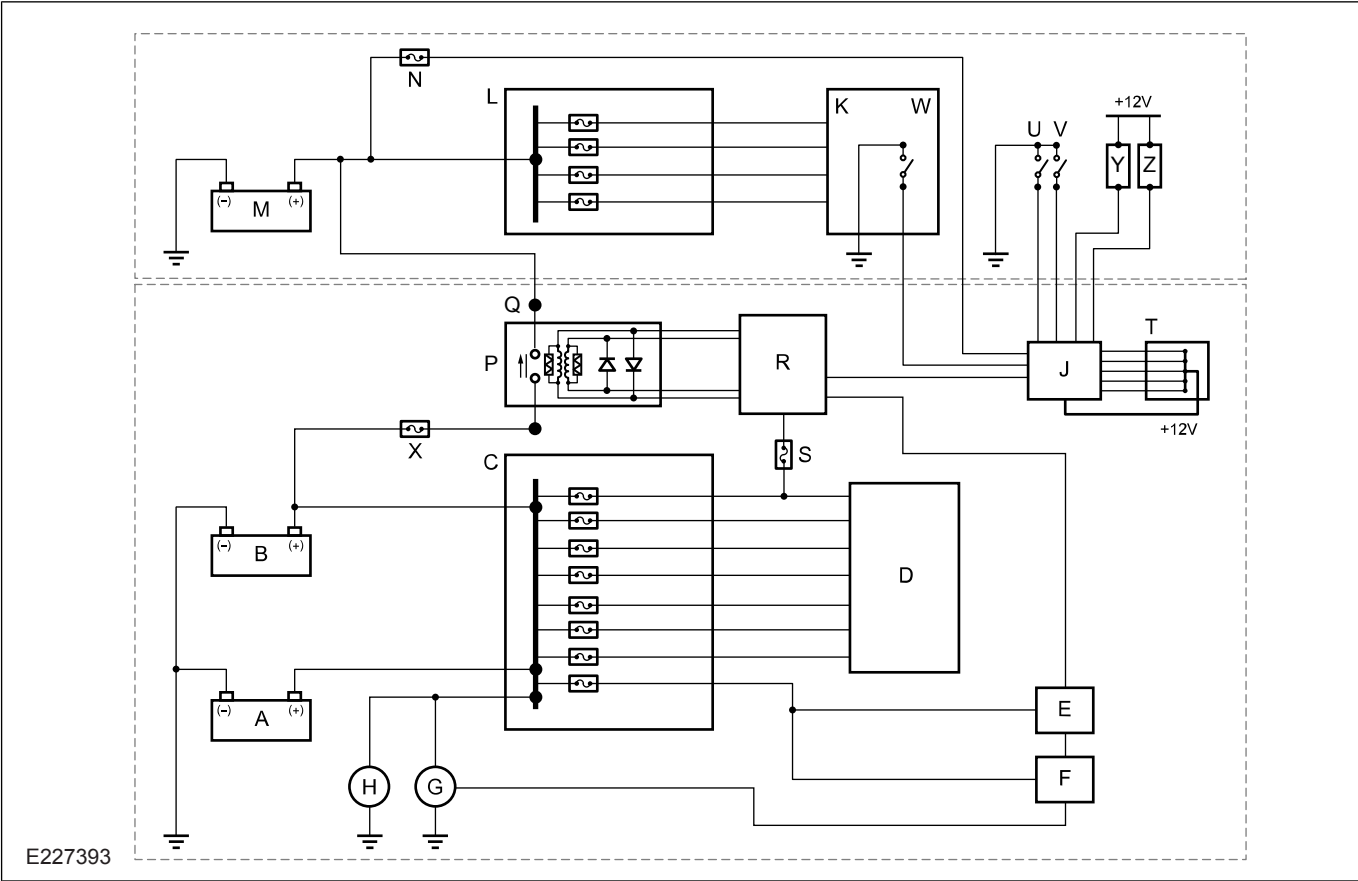 N
L
K W
U V
+12V
Y Z
(-) M (+)
Q
P
R
J
T
+12V
X
S
C
(-) B (+)
D
(-) A (+)
E
H G
F
E227393